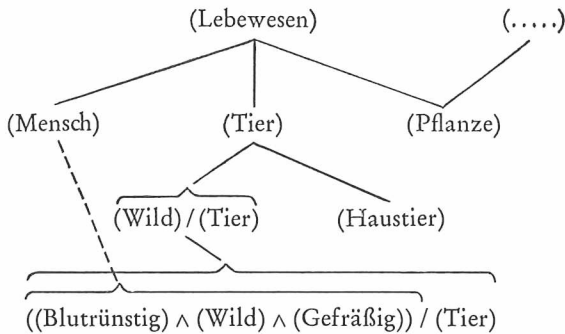 (Lebewesen) (.....)
(Mensch) (Tier) (Pflanze)
(Wild) / (Tier) (Haustier)
((Blutrünstig) ∧ (Wild) ∧ (Gefräßig)) / (Tier)